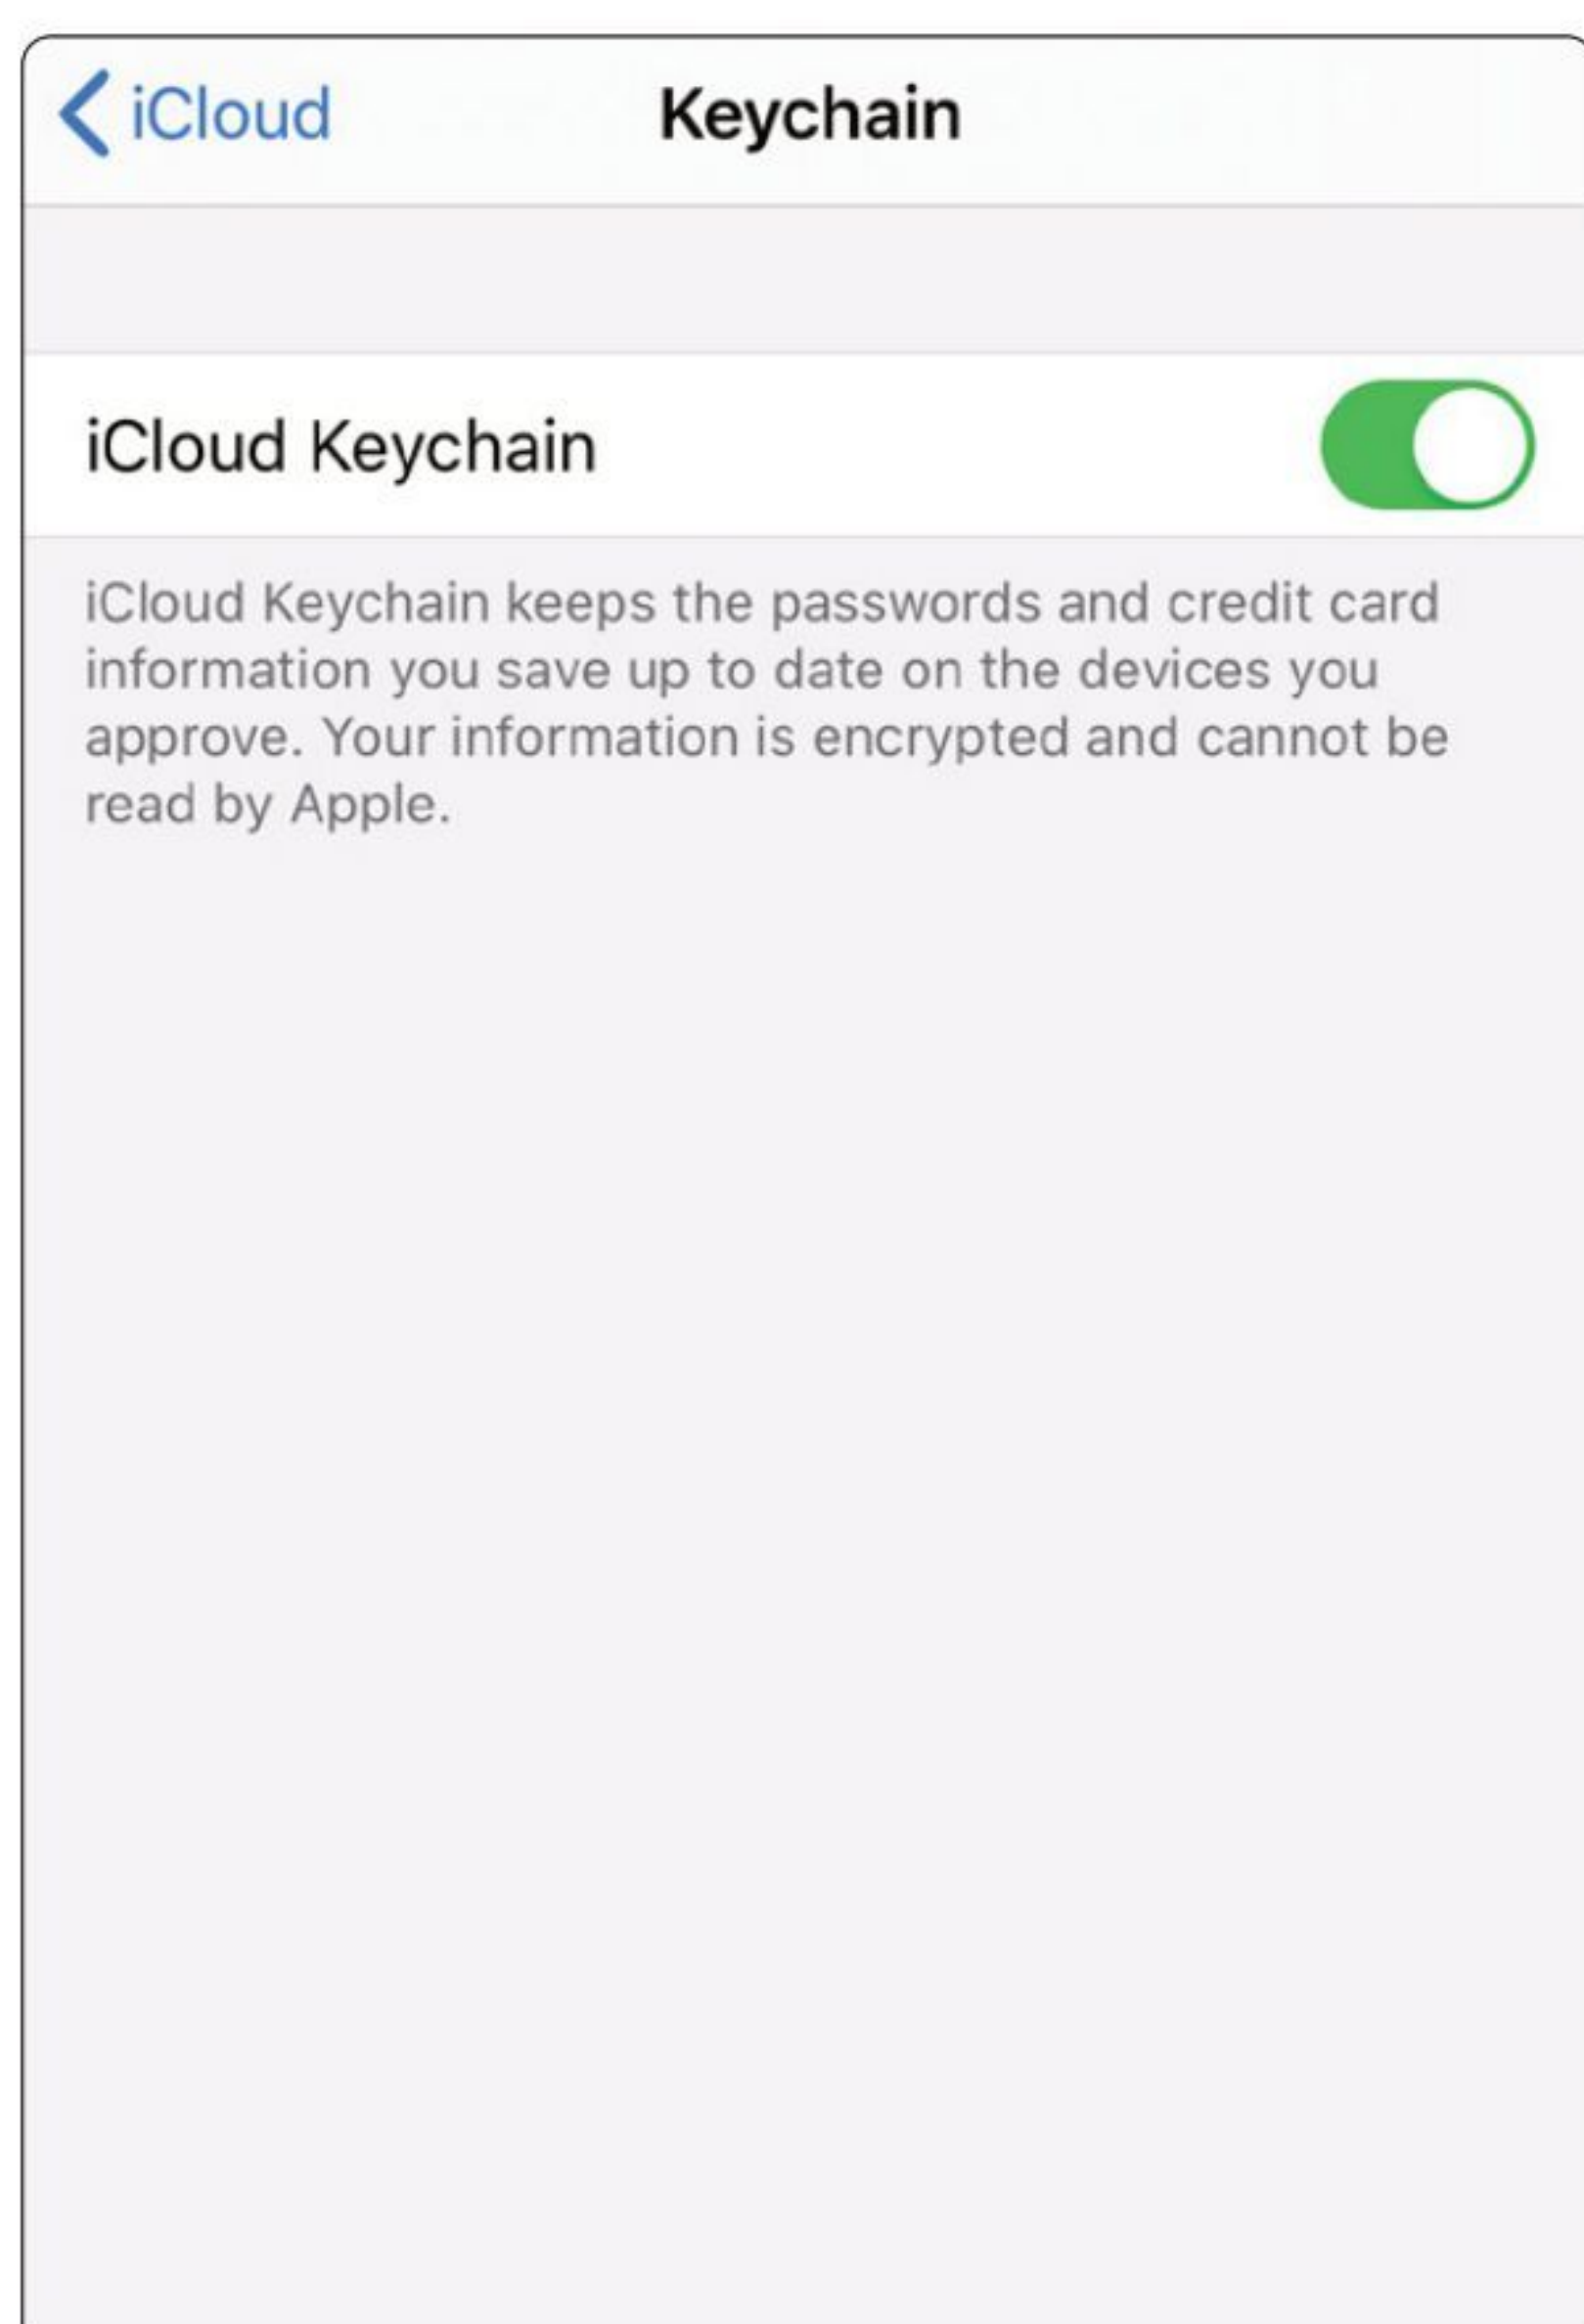 iCloud
Keychain
iCloud Keychain
iCloud Keychain keeps the passwords and credit card
information you save up to date on the devices you
approve. Your information is encrypted and cannot be
read by Apple.